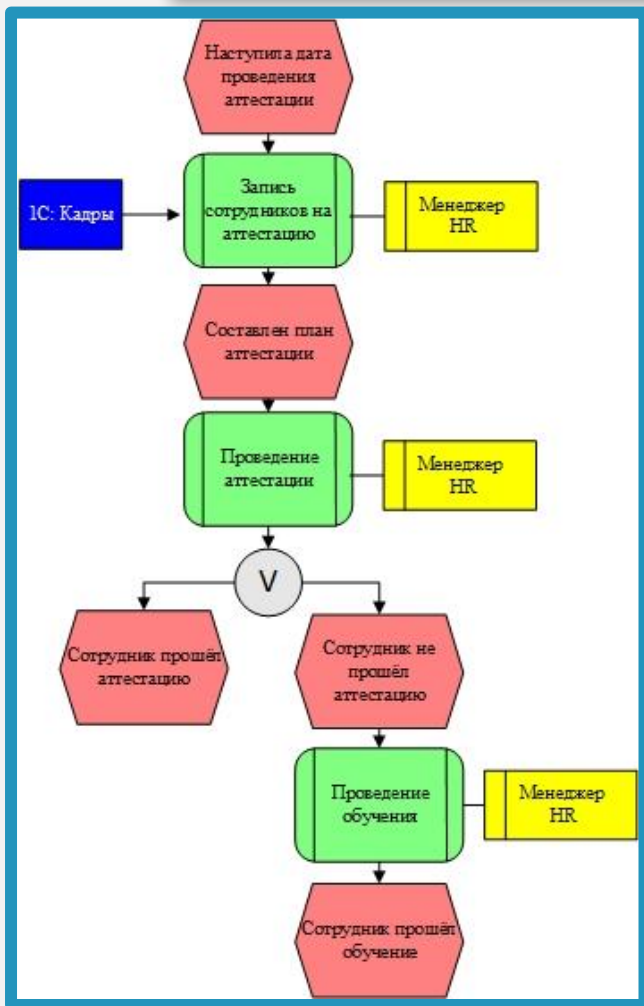 Наступила дата
проведения
аттестации
1С: Кадры
Запись
сотрудников на
аттестацию
Менеджер
HR
Составлен план
аттестации
Проведение
аттестации
Менеджер
HR
V
Сотрудник прошёл
аттестацию
Сотрудник не
прошёл
аттестацию
Проведение
обучения
Менеджер
HR
Сотрудник прошёл
обучение